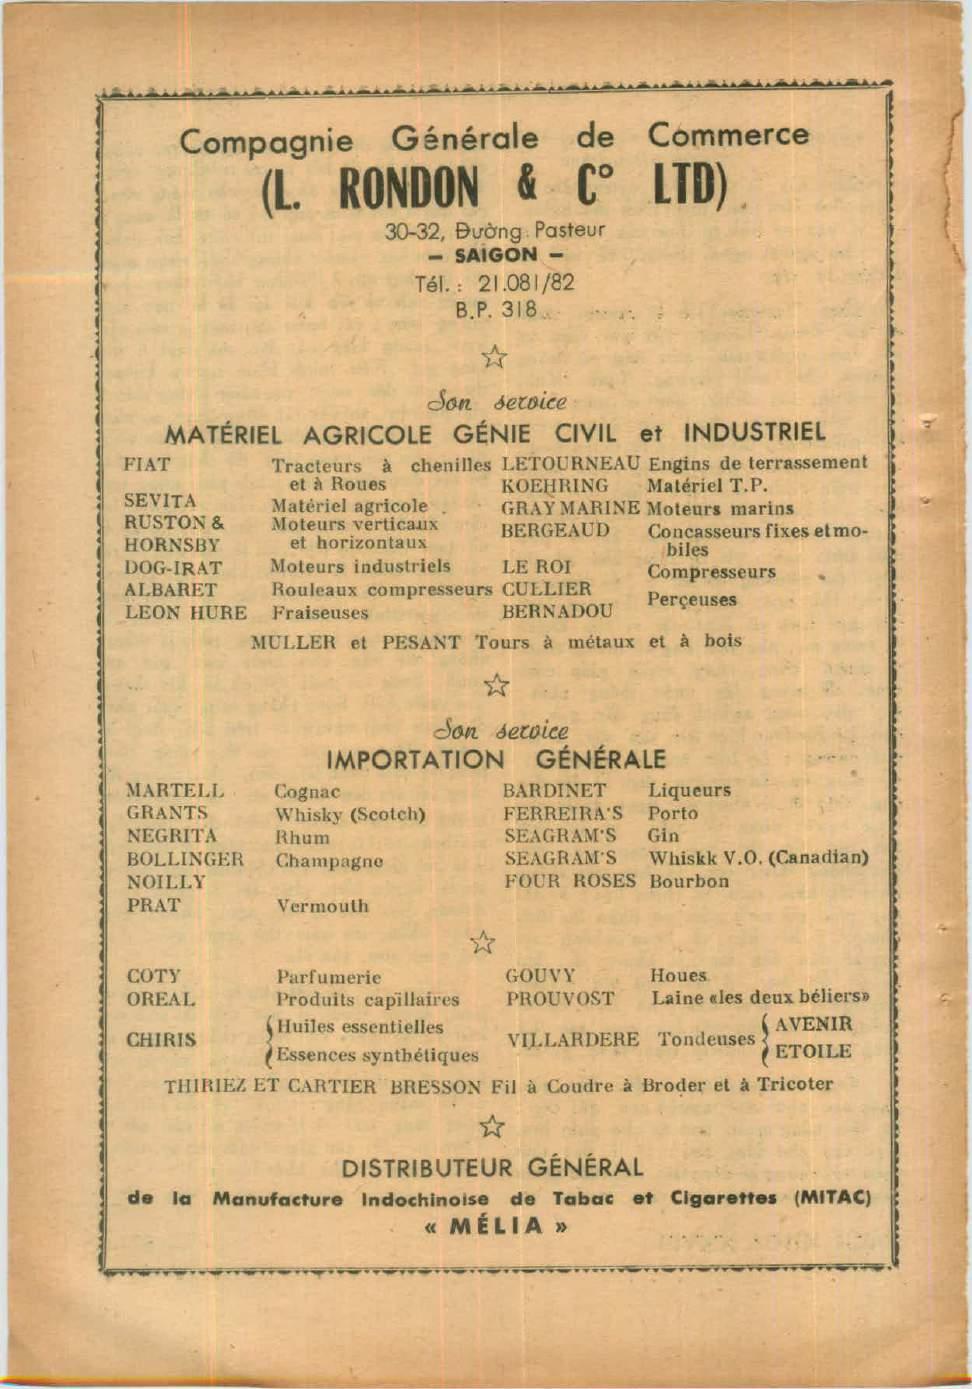 Compagnie Générale de Commerce
(L. RONDON & C° LTD)
30-32, Đường Pasteur
– SAIGON –
Tél. : 21.081/82
B.P. 318
Son service
MATÉRIEL AGRICOLE GÉNIE CIVIL et INDUSTRIEL
FIAT Tracteurs à chenilles et à Roues
SEVITA Matériel agricole
RUSTON & HORNSBY Moteurs verticaux et horizontaux
DOG-IRAT Moteurs industriels
ALBARET Rouleaux compresseurs
LEON HURE Fraiseuses
LETOURNEAU Engins de terrassement
KOEHRING Matériel T.P.
GRAY MARINE Moteurs marins
BERGEAUD Concasseurs fixes et mo-
biles
LE ROI Compresseurs
CULLIER
BERNADOU Perçeuses
MULLER et PESANT Tours à métaux et à bois
Son service
IMPORTATION GÉNÉRALE
MARTELL Cognac
GRANTS Whisky (Scotch)
NEGRITA Rhum
BOLLINGER Champagne
NOILLY
PRAT Vermouth
BARDINET Liqueurs
FERREIRA'S Porto
SEAGRAM'S Gin
SEAGRAM'S Whiskk V.O. (Canadian)
FOUR ROSES Bourbon
COTY Parfumerie
OREAL Produits capillaires
CHIRIS { Huiles essentielles
{ Essences synthétiques
GOUVY Houes
PROUVOST Laine «les deux béliers»
VILLARDERE Tondeuses { AVENIR
{ ETOILE
THIRIEZ ET CARTIER BRESSON Fil à Coudre à Broder et à Tricoter
DISTRIBUTEUR GÉNÉRAL
de la Manufacture Indochinoise de Tabac et Cigarettes (MITAC)
« MÉLIA »